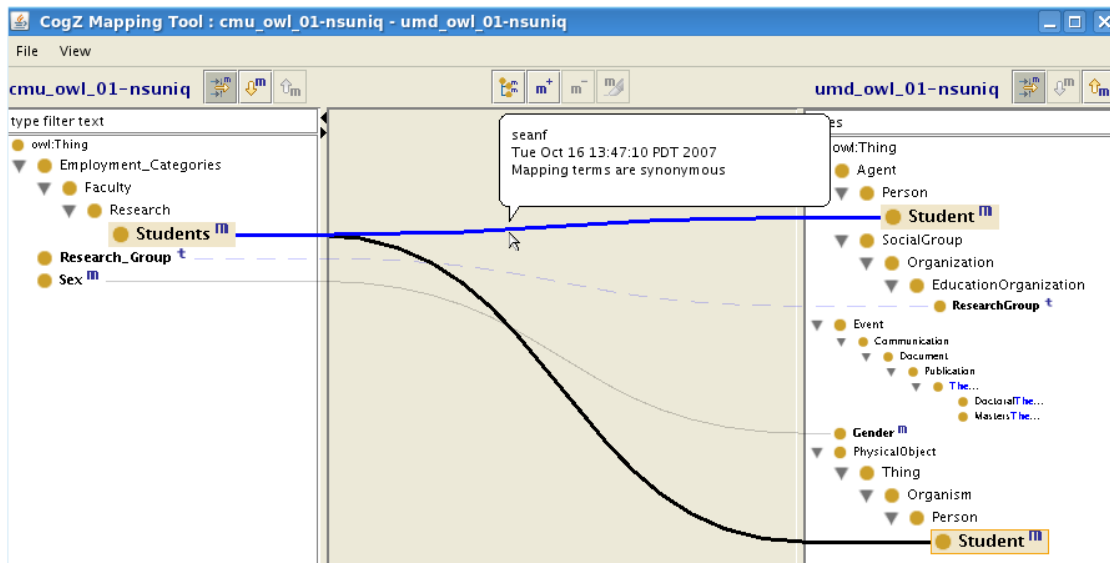 CogZ Mapping Tool : cmu_owl_01-nsuniq - umd_owl_01-nsuniq
File View
cmu_owl_01-nsuniq m m m m+ m- m umd_owl_01-nsuniq m m m
type filter text
owl:Thing
Employment_Categories
Faculty
Research
Students m
Research_Group t
Sex m
seanf
Tue Oct 16 13:47:10 PDT 2007
Mapping terms are synonymous
es
owl:Thing
Agent
Person
Student m
SocialGroup
Organization
EducationOrganization
ResearchGroup t
Event
Communication
Document
Publication
The...
DoctoralThe...
MastersThe...
Gender m
PhysicalObject
Thing
Organism
Person
Student m